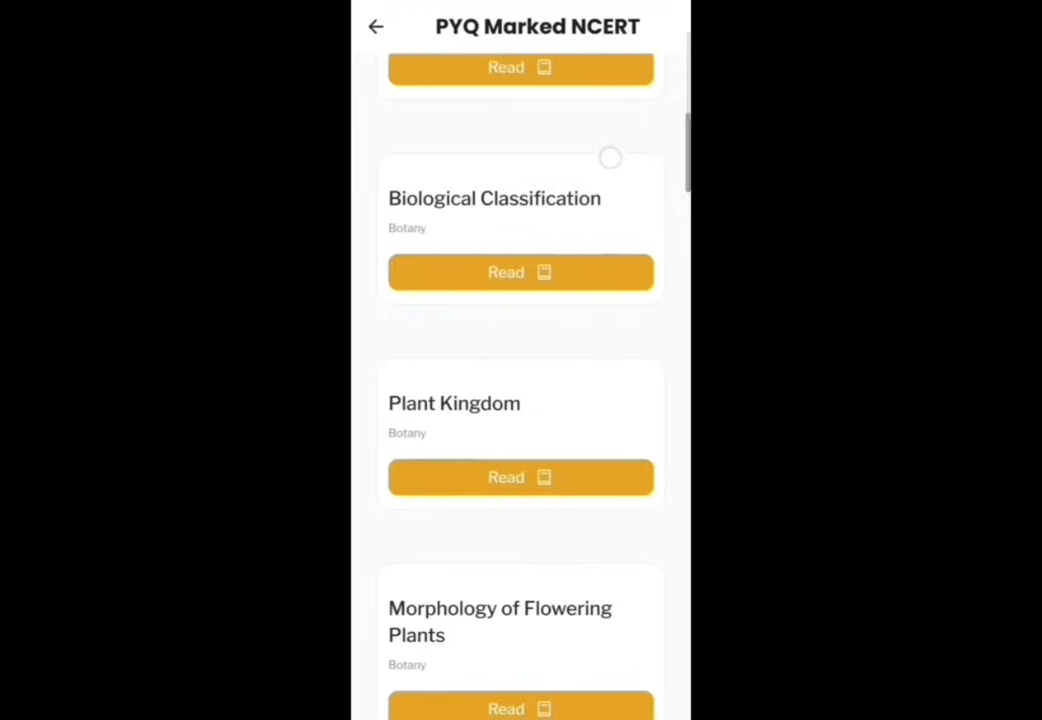 PYQ Marked NCERT
Read
Biological Classification
Botany
Read
Plant Kingdom
Botany
Read
Morphology of Flowering
Plants
Botany
Read